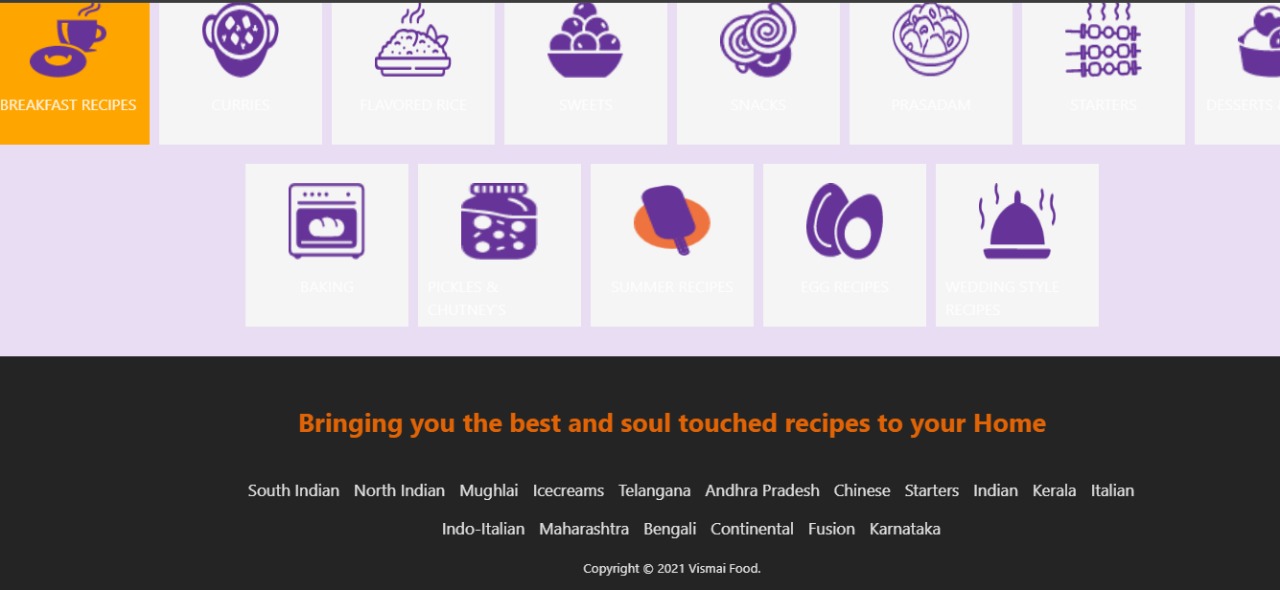 BREAKFAST RECIPES CURRIES FLAVORED RICE SWEETS SNACKS PRASADAM STARTERS DESSERTS
BAKING PICKLES & SUMMER RECIPES EGG RECIPES WEDDING STYLE
CHUTNEY'S RECIPES
Bringing you the best and soul touched recipes to your Home
South Indian North Indian Mughlai Icecreams Telangana Andhra Pradesh Chinese Starters Indian Kerala Italian
Indo-Italian Maharashtra Bengali Continental Fusion Karnataka
Copyright © 2021 Vismai Food.